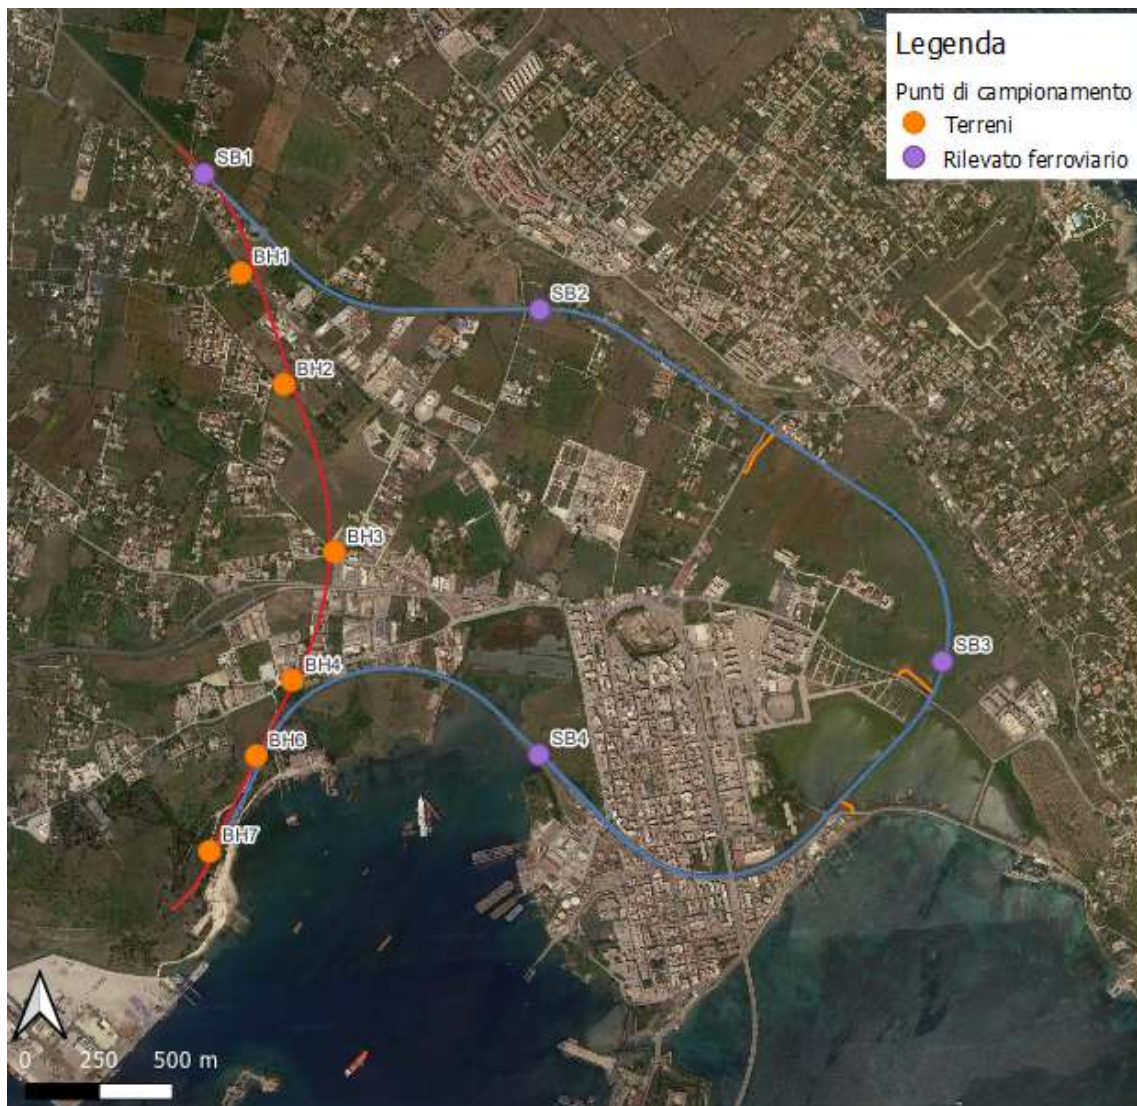 Legenda
Punti di campionamento
Terreni
Rilevato ferroviario
SB1
BH1
SB2
BH2
BH3
SB3
BH4
SB4
BH6
BH7
0 250 500 m